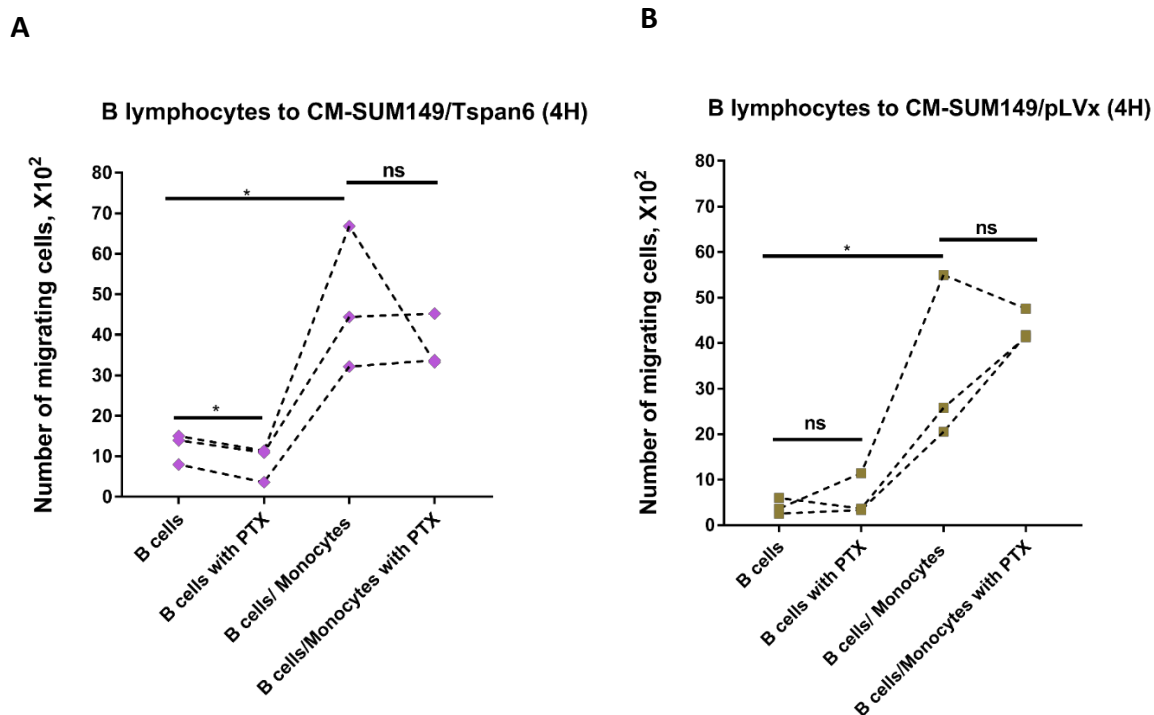 A
B lymphocytes to CM-SUM149/Tspan6 (4H)
Number of migrating cells, X10²
80
70
60
50
40
30
20
10
0
*
*
ns
B cells
B cells with PTX
B cells/ Monocytes
B cells/Monocytes with PTX
B
B lymphocytes to CM-SUM149/pLVx (4H)
Number of migrating cells, X10²
80
70
60
50
40
30
20
10
0
ns
*
ns
B cells
B cells with PTX
B cells/ Monocytes
B cells/Monocytes with PTX